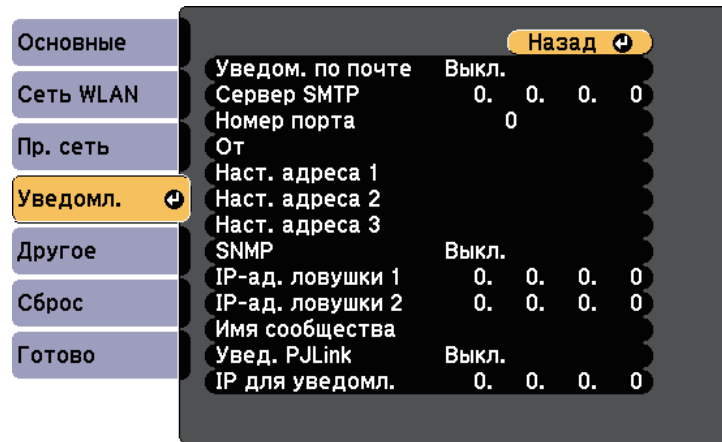 Основные
Сеть WLAN
Пр. сеть
Уведомл.
Другое
Сброс
Готово
Назад
Уведом. по почте Выкл.
Сервер SMTP 0. 0. 0. 0
Номер порта 0
От
Наст. адреса 1
Наст. адреса 2
Наст. адреса 3
SNMP Выкл.
IP-ад. ловушки 1 0. 0. 0. 0
IP-ад. ловушки 2 0. 0. 0. 0
Имя сообщества
Увед. PJLink Выкл.
IP для уведомл. 0. 0. 0. 0